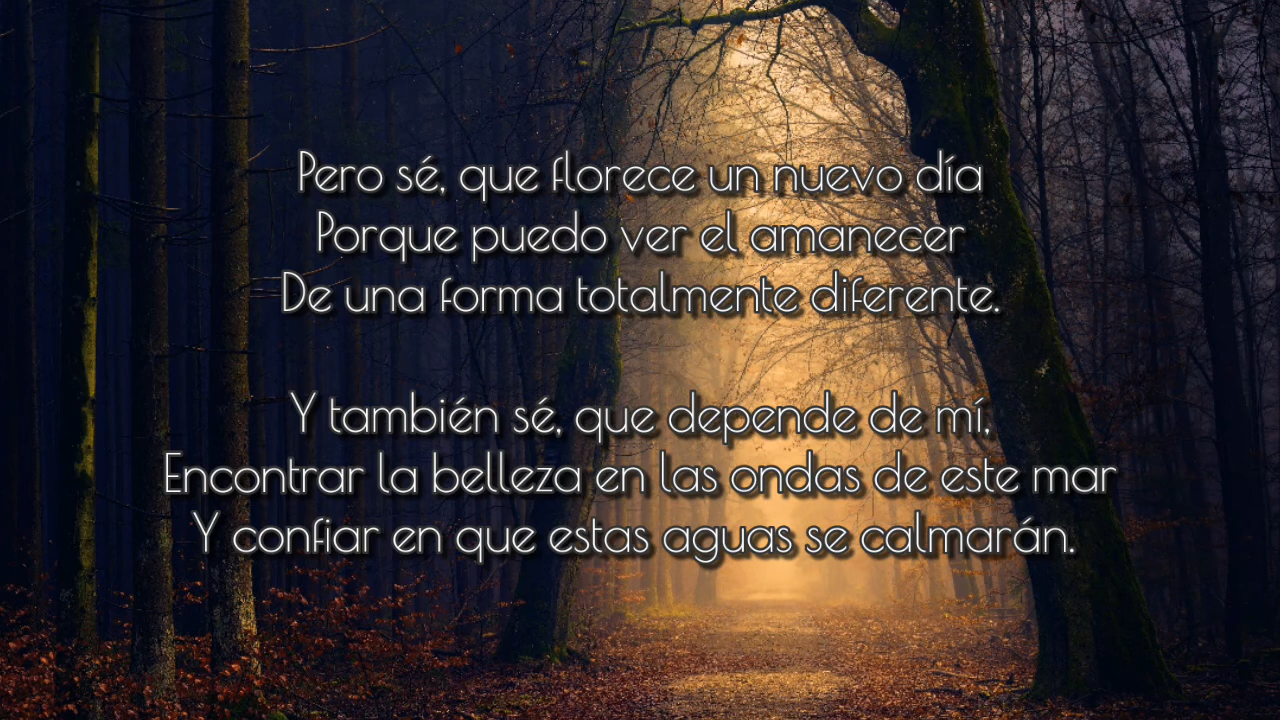 Pero sé, que florece un nuevo día
Porque puedo ver el amanecer
De una forma totalmente diferente.
Y también sé, que depende de mí,
Encontrar la belleza en las ondas de este mar
Y confiar en que estas aguas se calmarán.